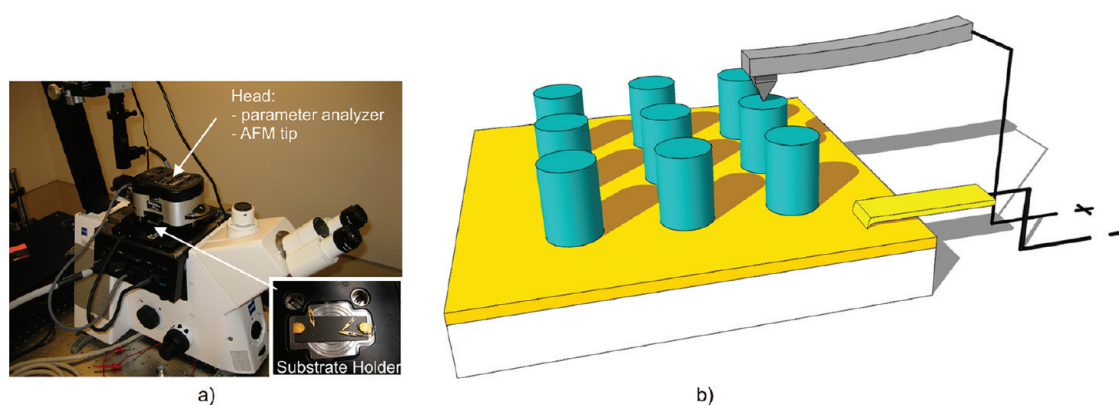 Head:
- parameter analyzer
- AFM tip
Substrate Holder
+
-
a)
b)